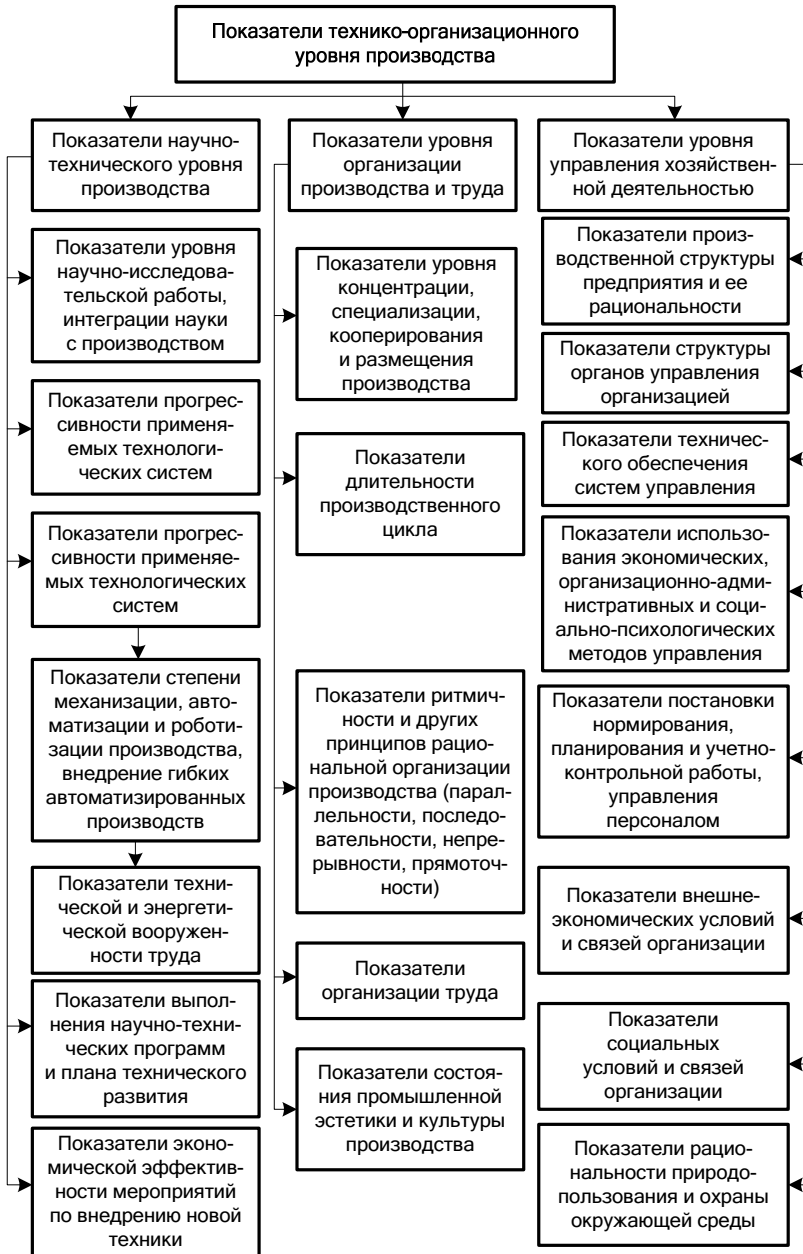 Показатели технико-организационного
уровня производства
Показатели научно-
технического уровня
производства
Показатели уровня
научно-исследова-
тельской работы,
интеграции науки
с производством
Показатели прогрес-
сивности применя-
емых технологи-
ческих систем
Показатели прогрес-
сивности применяе-
мых технологических
систем
Показатели степени
механизации, авто-
матизации и роботи-
зации производства,
внедрение гибких
автоматизированных
производств
Показатели техни-
ческой и энергети-
ческой вооружен-
ности труда
Показатели выпол-
нения научно-техни-
ческих программ
и плана технического
развития
Показатели эконо-
мической эффектив-
ности мероприятий
по внедрению новой
техники
Показатели уровня
организации
производства и труда
Показатели уровня
концентрации,
специализации,
кооперирования
и размещения
производства
Показатели
длительности
производственного
цикла
Показатели ритмич-
ности и других
принципов рацио-
нальной организации
производства (парал-
лельности, последо-
вательности, непре-
рывности, прямоточ-
ности)
Показатели
организации труда
Показатели состоя-
ния промышленной
эстетики и культуры
производства
Показатели уровня
управления хозяйствен-
ной деятельностью
Показатели произ-
водственной структуры
предприятия и ее
рациональности
Показатели структуры
органов управления
организацией
Показатели техничес-
кого обеспечения
систем управления
Показатели использо-
вания экономических,
организационно-адми-
нистративных и соци-
ально-психологических
методов управления
Показатели постановки
нормирования,
планирования и учетно-
контрольной работы,
управления
персоналом
Показатели внешне-
экономических условий
и связей организации
Показатели
социальных
условий и связей
организации
Показатели рацио-
нальности природо-
пользования и охраны
окружающей среды